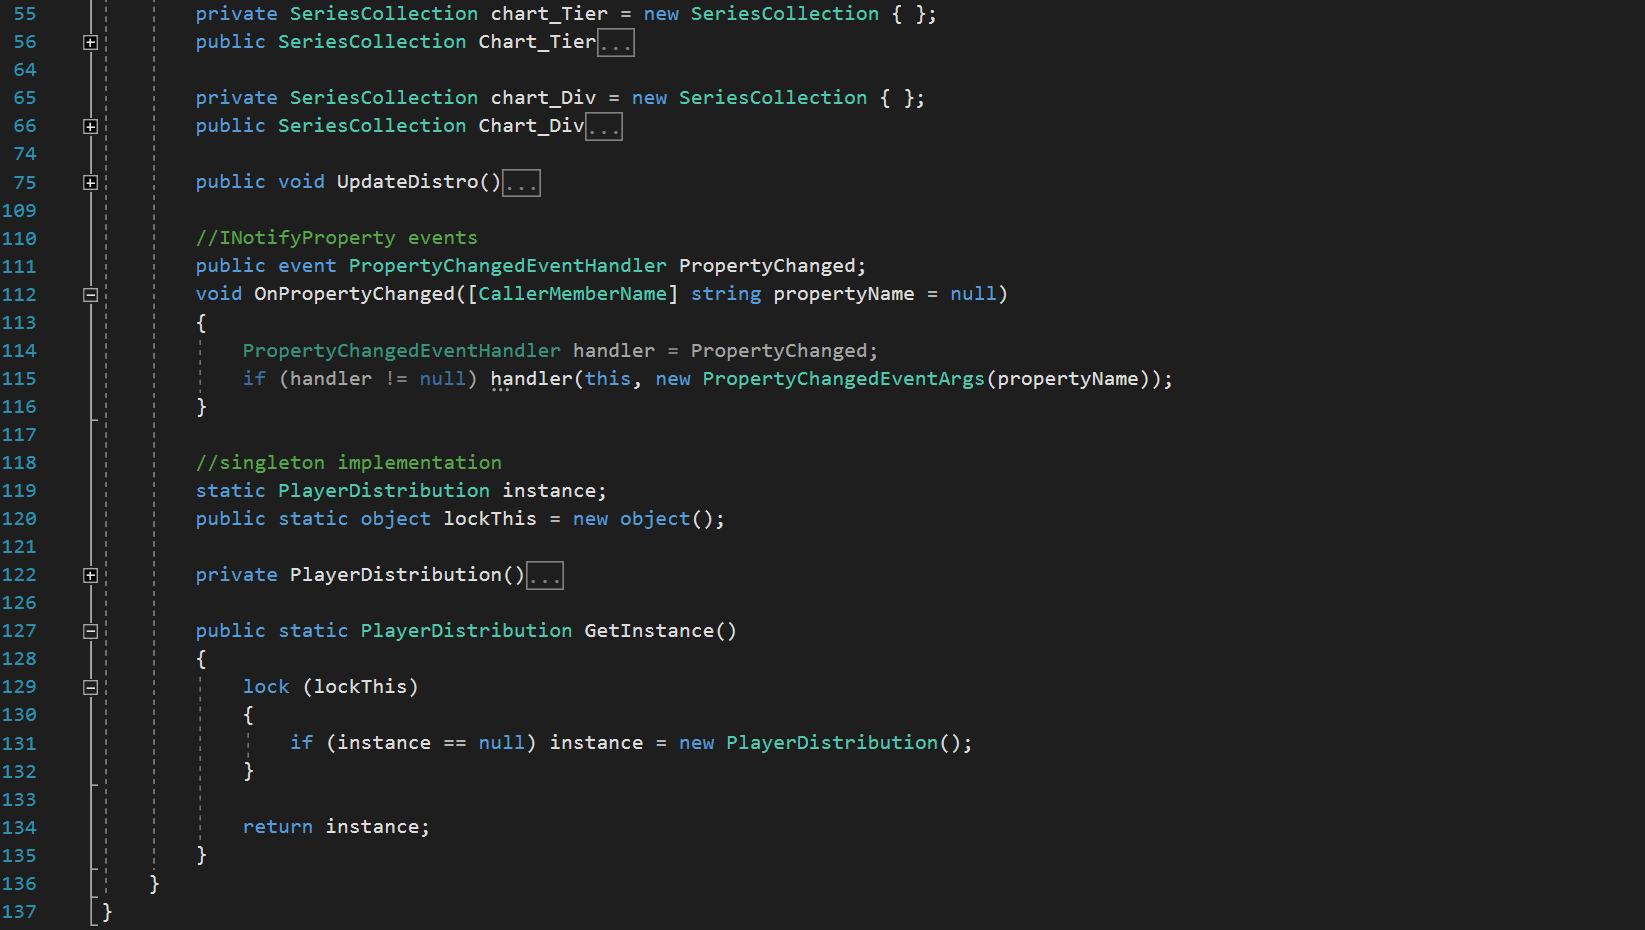 55 private SeriesCollection chart_Tier = new SeriesCollection { };
56 public SeriesCollection Chart_Tier...
64
65 private SeriesCollection chart_Div = new SeriesCollection { };
66 public SeriesCollection Chart_Div...
74
75 public void UpdateDistro()...
109
110 //INotifyProperty events
111 public event PropertyChangedEventHandler PropertyChanged;
112 void OnPropertyChanged([CallerMemberName] string propertyName = null)
113 {
114 PropertyChangedEventHandler handler = PropertyChanged;
115 if (handler != null) handler(this, new PropertyChangedEventArgs(propertyName));
116 }
117
118 //singleton implementation
119 static PlayerDistribution instance;
120 public static object lockThis = new object();
121
122 private PlayerDistribution()...
126
127 public static PlayerDistribution GetInstance()
128 {
129 lock (lockThis)
130 {
131 if (instance == null) instance = new PlayerDistribution();
132 }
133
134 return instance;
135 }
136 }
137 }